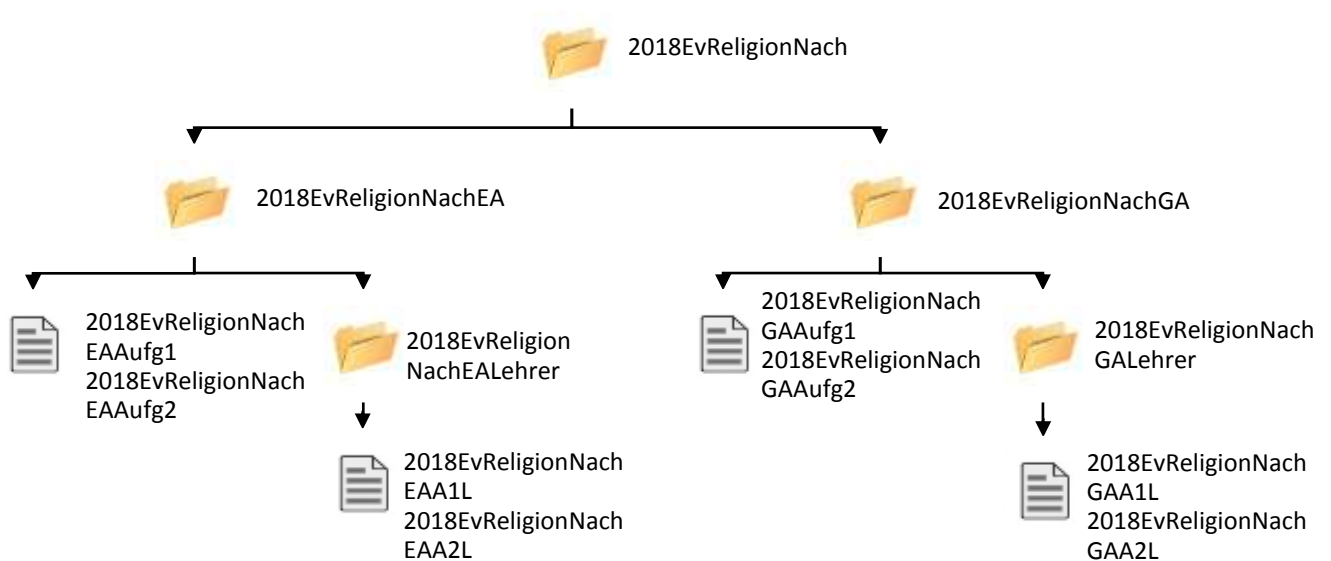 2018EvReligionNach
2018EvReligionNachEA
2018EvReligionNachGA
2018EvReligionNach
EAAufg1
2018EvReligionNach
EAAufg2
2018EvReligion
NachEALehrer
2018EvReligionNach
GAAufg1
2018EvReligionNach
GAAufg2
2018EvReligionNach
GALehrer
2018EvReligionNach
EAA1L
2018EvReligionNach
EAA2L
2018EvReligionNach
GAA1L
2018EvReligionNach
GAA2L